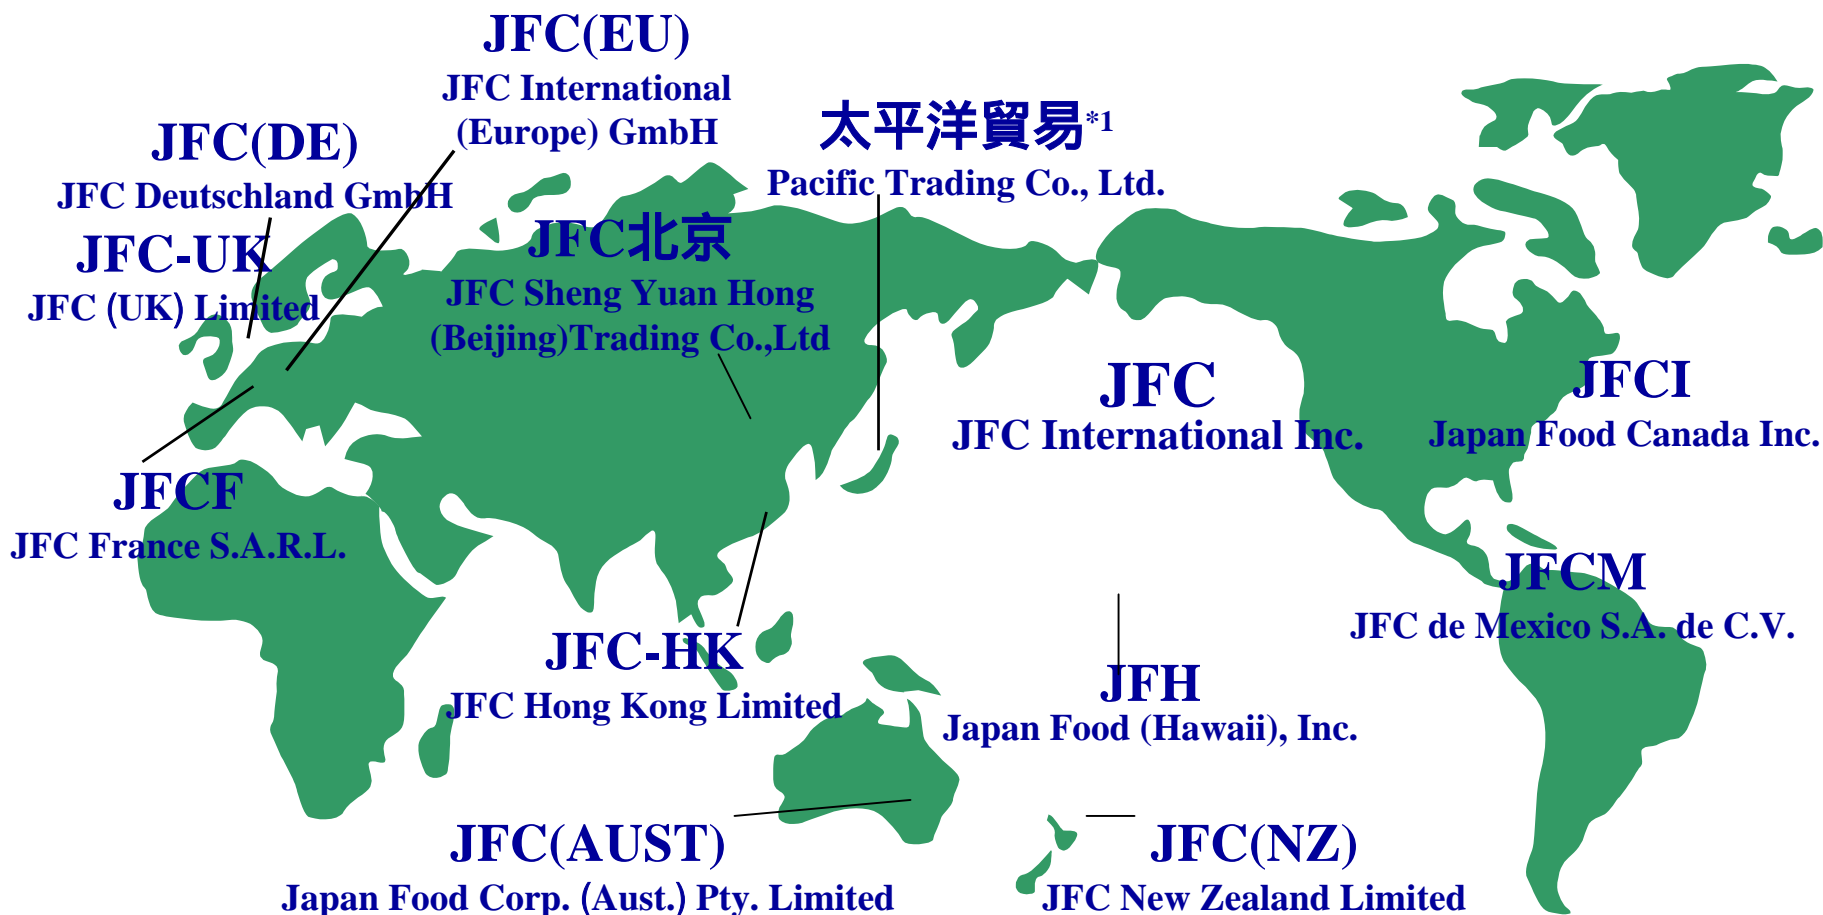 JFC(EU)
JFC International
(Europe) GmbH
太平洋貿易*1
Pacific Trading Co., Ltd.
JFC(DE)
JFC Deutschland GmbH
JFC-UK
JFC (UK) Limited
JFC北京
JFC Sheng Yuan Hong
(Beijing)Trading Co.,Ltd
JFC
JFC International Inc.
JFCI
Japan Food Canada Inc.
JFCF
JFC France S.A.R.L.
JFCM
JFC de Mexico S.A. de C.V.
JFC-HK
JFC Hong Kong Limited
JFH
Japan Food (Hawaii), Inc.
JFC(AUST)
Japan Food Corp. (Aust.) Pty. Limited
JFC(NZ)
JFC New Zealand Limited